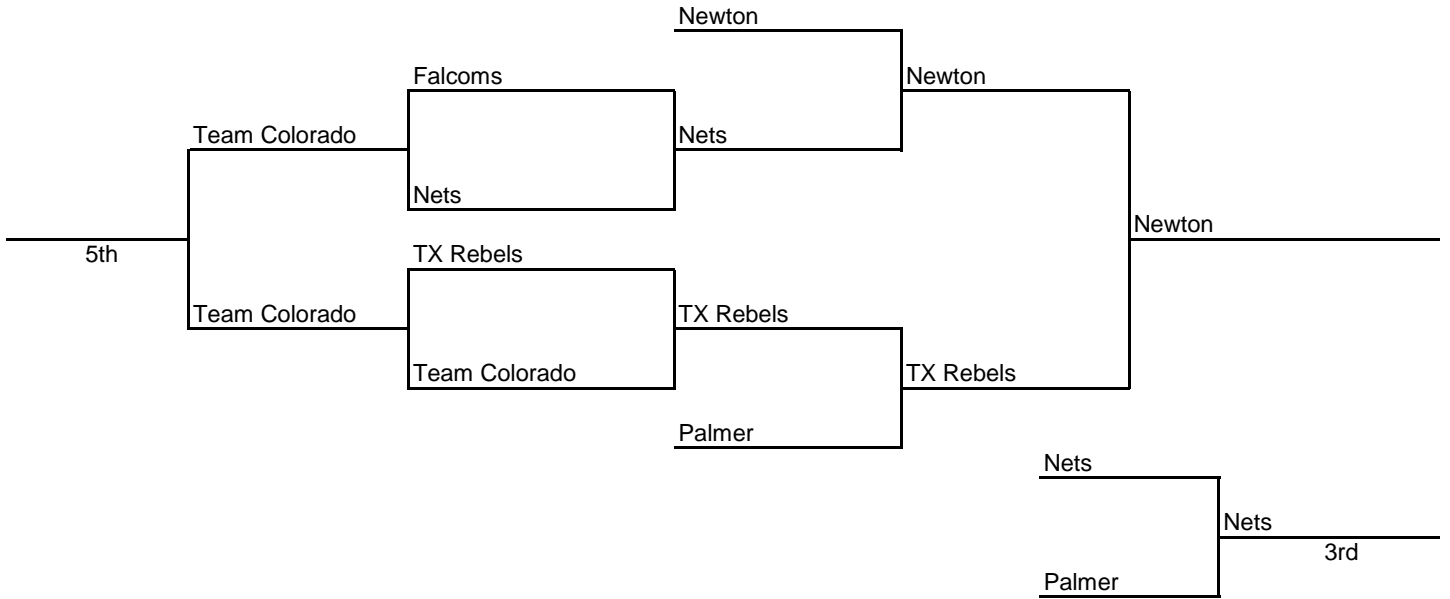 Newton
Falcoms
Newton
Team Colorado
Nets
Nets
Newton
5th
TX Rebels
Team Colorado
TX Rebels
Team Colorado
TX Rebels
Palmer
Nets
Nets
3rd
Palmer